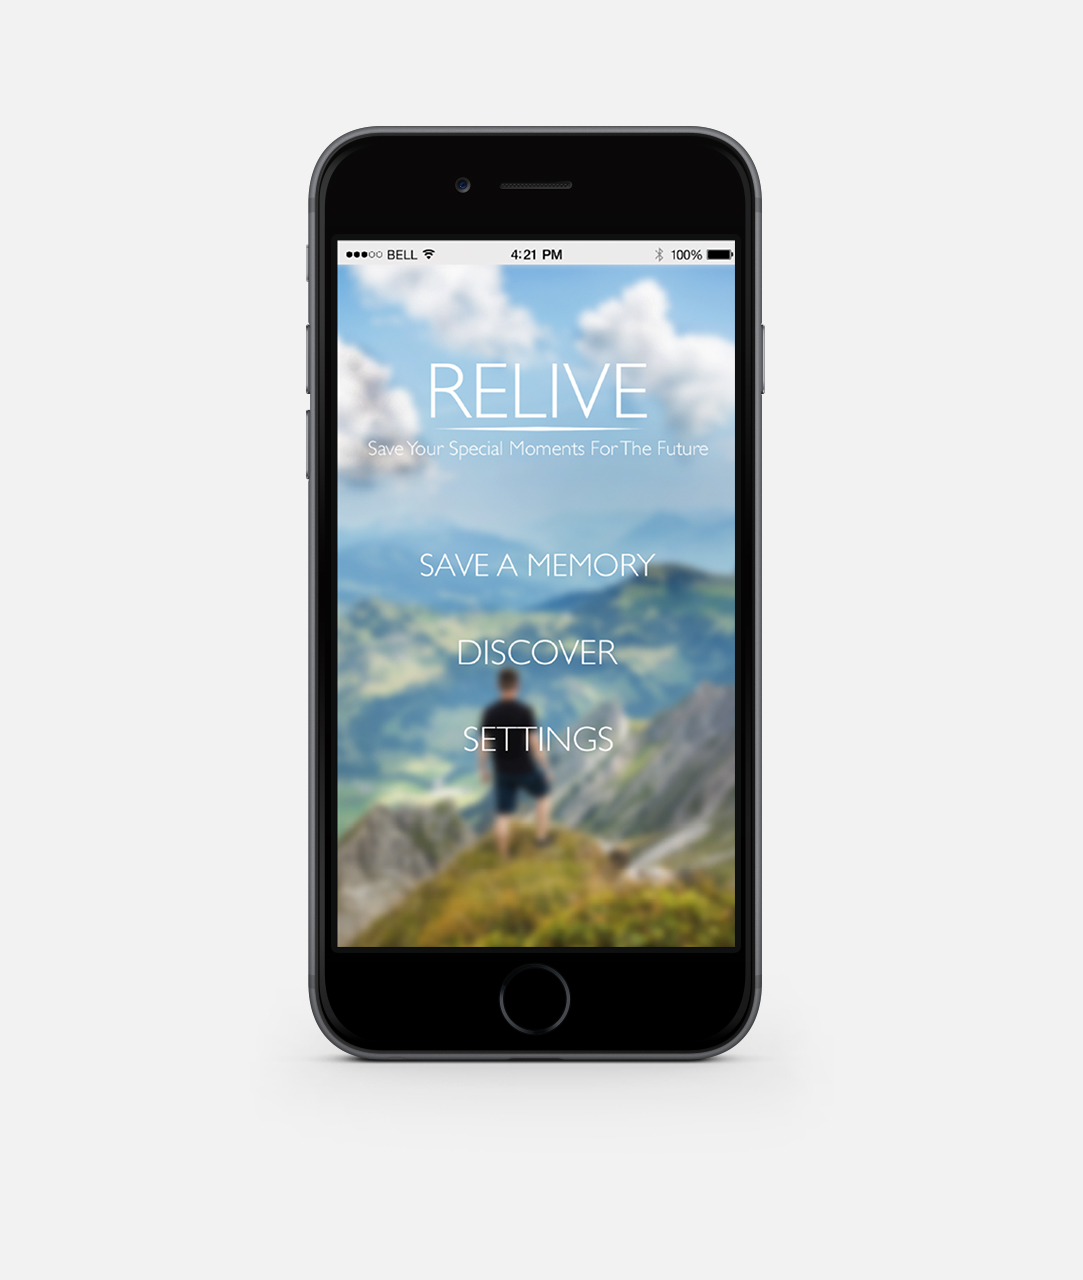 BELL 4:21 PM 100%
RELIVE
Save Your Special Moments For The Future
SAVE A MEMORY
DISCOVER
SETTINGS